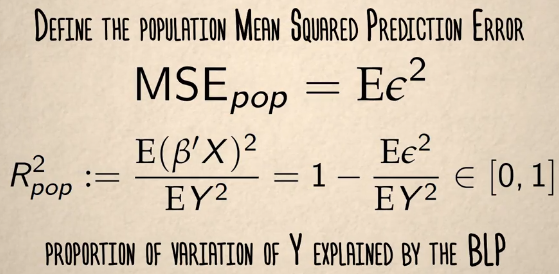 Define the population Mean Squared Prediction Error
MSE_pop = Eϵ²
R²_pop := E(β′X)² / EY² = 1 − Eϵ² / EY² ∈ [0, 1]
proportion of variation of Y explained by the BLP